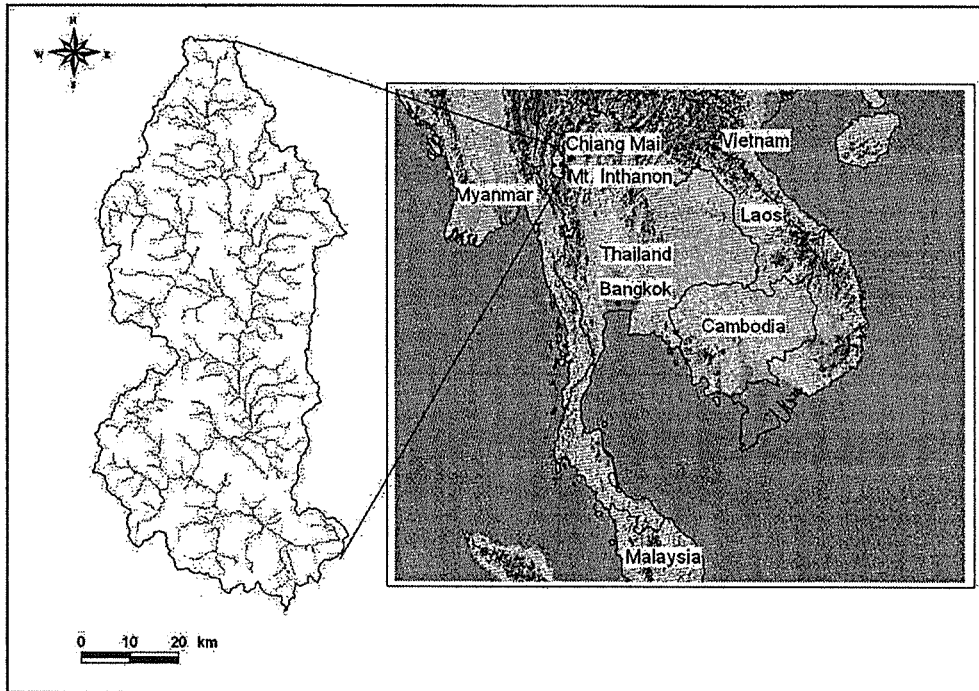 N
W
E
S
Chiang Mai
Mt. Inthanon
Vietnam
Myanmar
Laos
Thailand
Bangkok
Cambodia
Malaysia
0 10 20 km